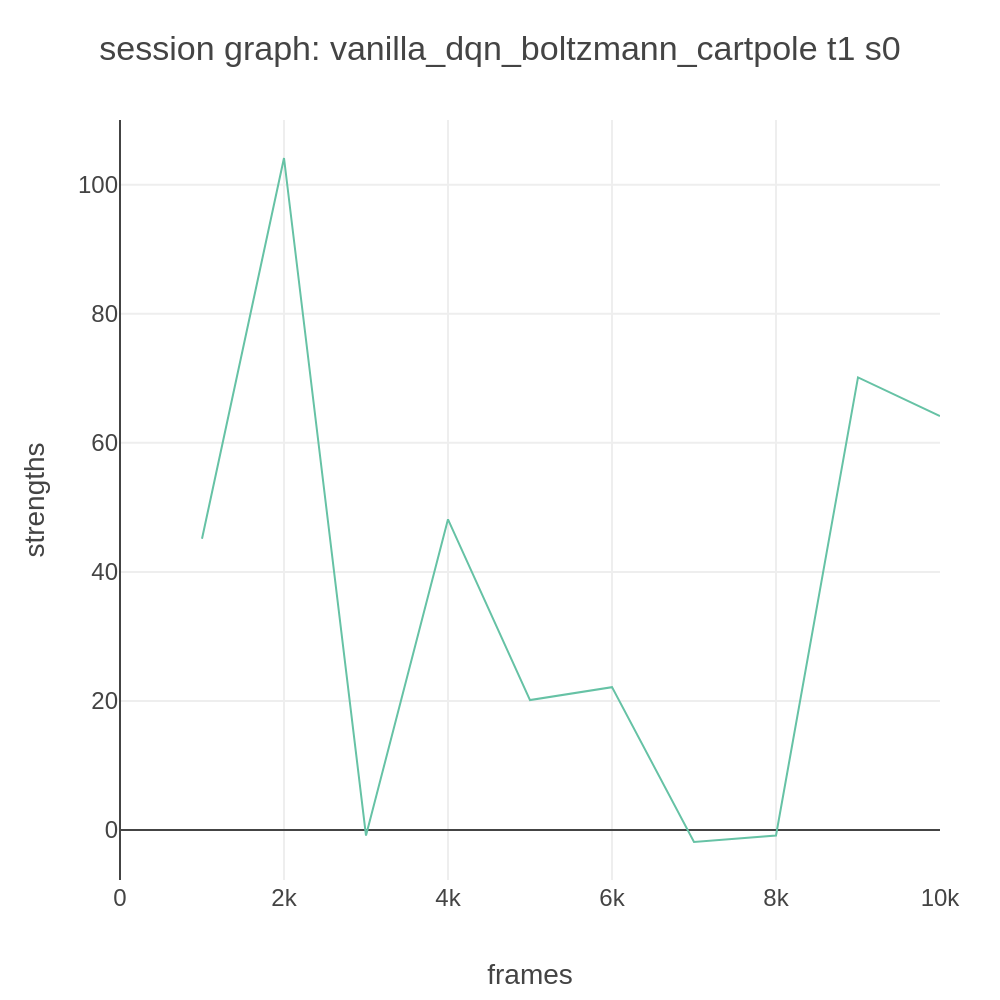 session graph: vanilla_dqn_boltzmann_cartpole t1 s0
100
80
60
40
20
0
strengths
0 2k 4k 6k 8k 10k
frames